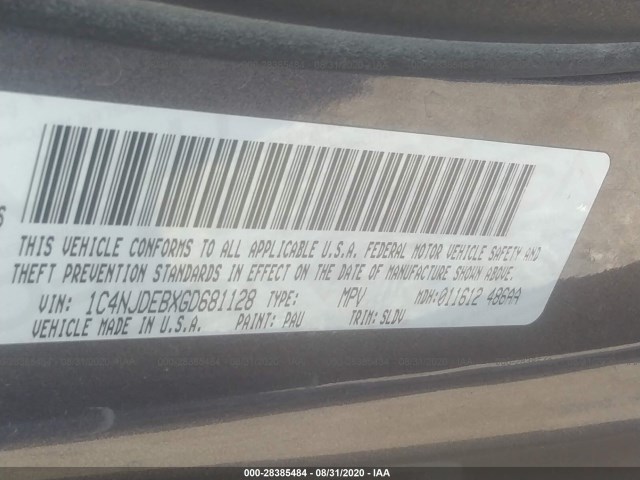 S
THIS VEHICLE CONFORMS TO ALL APPLICABLE U.S.A. FEDERAL MOTOR VEHICLE SAFETY AND
THEFT PREVENTION STANDARDS IN EFFECT ON THE DATE OF MANUFACTURE SHOWN ABOVE.
VIN: 1C4NJDEBXGD681128 TYPE: MPV MDH:011612 486AA
VEHICLE MADE IN U.S.A. PAINT: PAU TRIM: SLDV
000-28385484 - 08/31/2020 - IAA